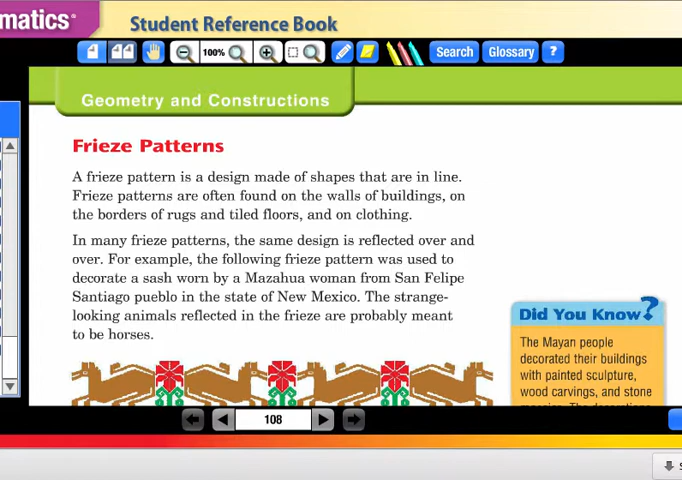 matics®
Student Reference Book
100%
Search
Glossary
?
Geometry and Constructions
Frieze Patterns
A frieze pattern is a design made of shapes that are in line.
Frieze patterns are often found on the walls of buildings, on
the borders of rugs and tiled floors, and on clothing.
In many frieze patterns, the same design is reflected over and
over. For example, the following frieze pattern was used to
decorate a sash worn by a Mazahua woman from San Felipe
Santiago pueblo in the state of New Mexico. The strange-
looking animals reflected in the frieze are probably meant
to be horses.
Did You Know?
The Mayan people
decorated their buildings
with painted sculpture,
wood carvings, and stone
108